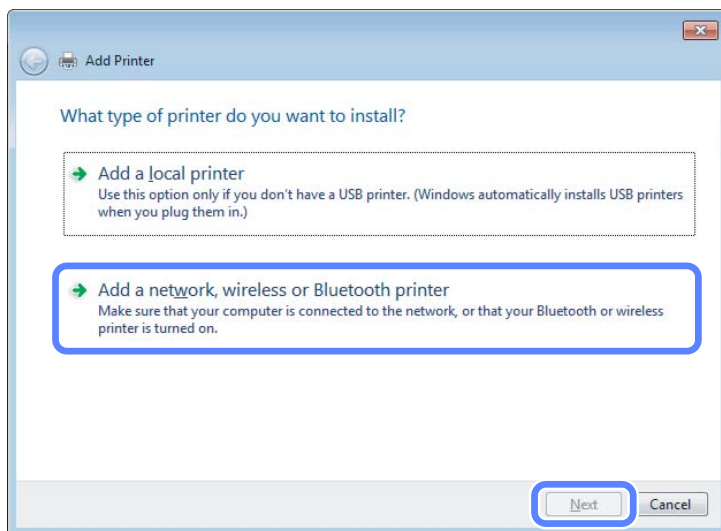 Add Printer
What type of printer do you want to install?
Add a local printer
Use this option only if you don't have a USB printer. (Windows automatically installs USB printers
when you plug them in.)
Add a network, wireless or Bluetooth printer
Make sure that your computer is connected to the network, or that your Bluetooth or wireless
printer is turned on.
Next Cancel